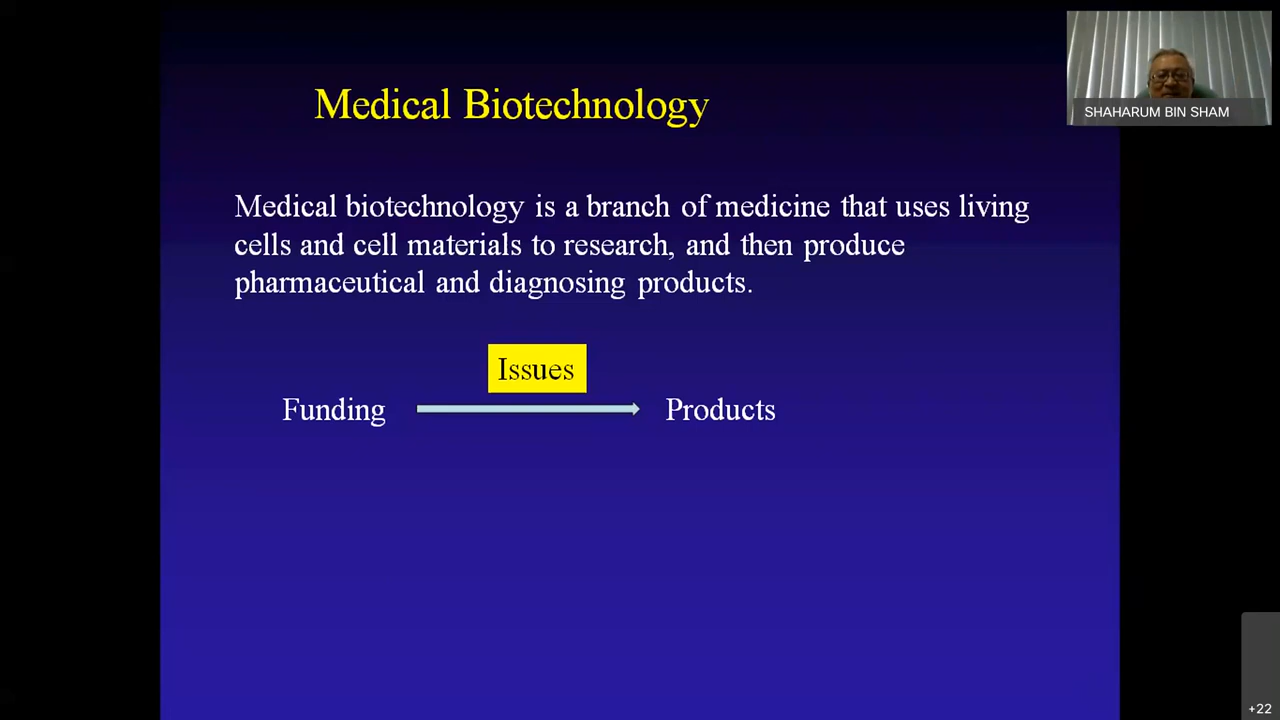 Medical Biotechnology
SHAHARUM BIN SHAM
Medical biotechnology is a branch of medicine that uses living
cells and cell materials to research, and then produce
pharmaceutical and diagnosing products.
Issues
Funding
Products
+22